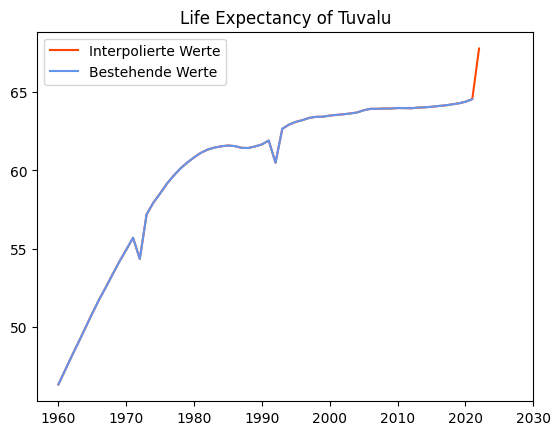 Life Expectancy of Tuvalu
Interpolierte Werte
Bestehende Werte
65
60
55
50
1960 1970 1980 1990 2000 2010 2020 2030